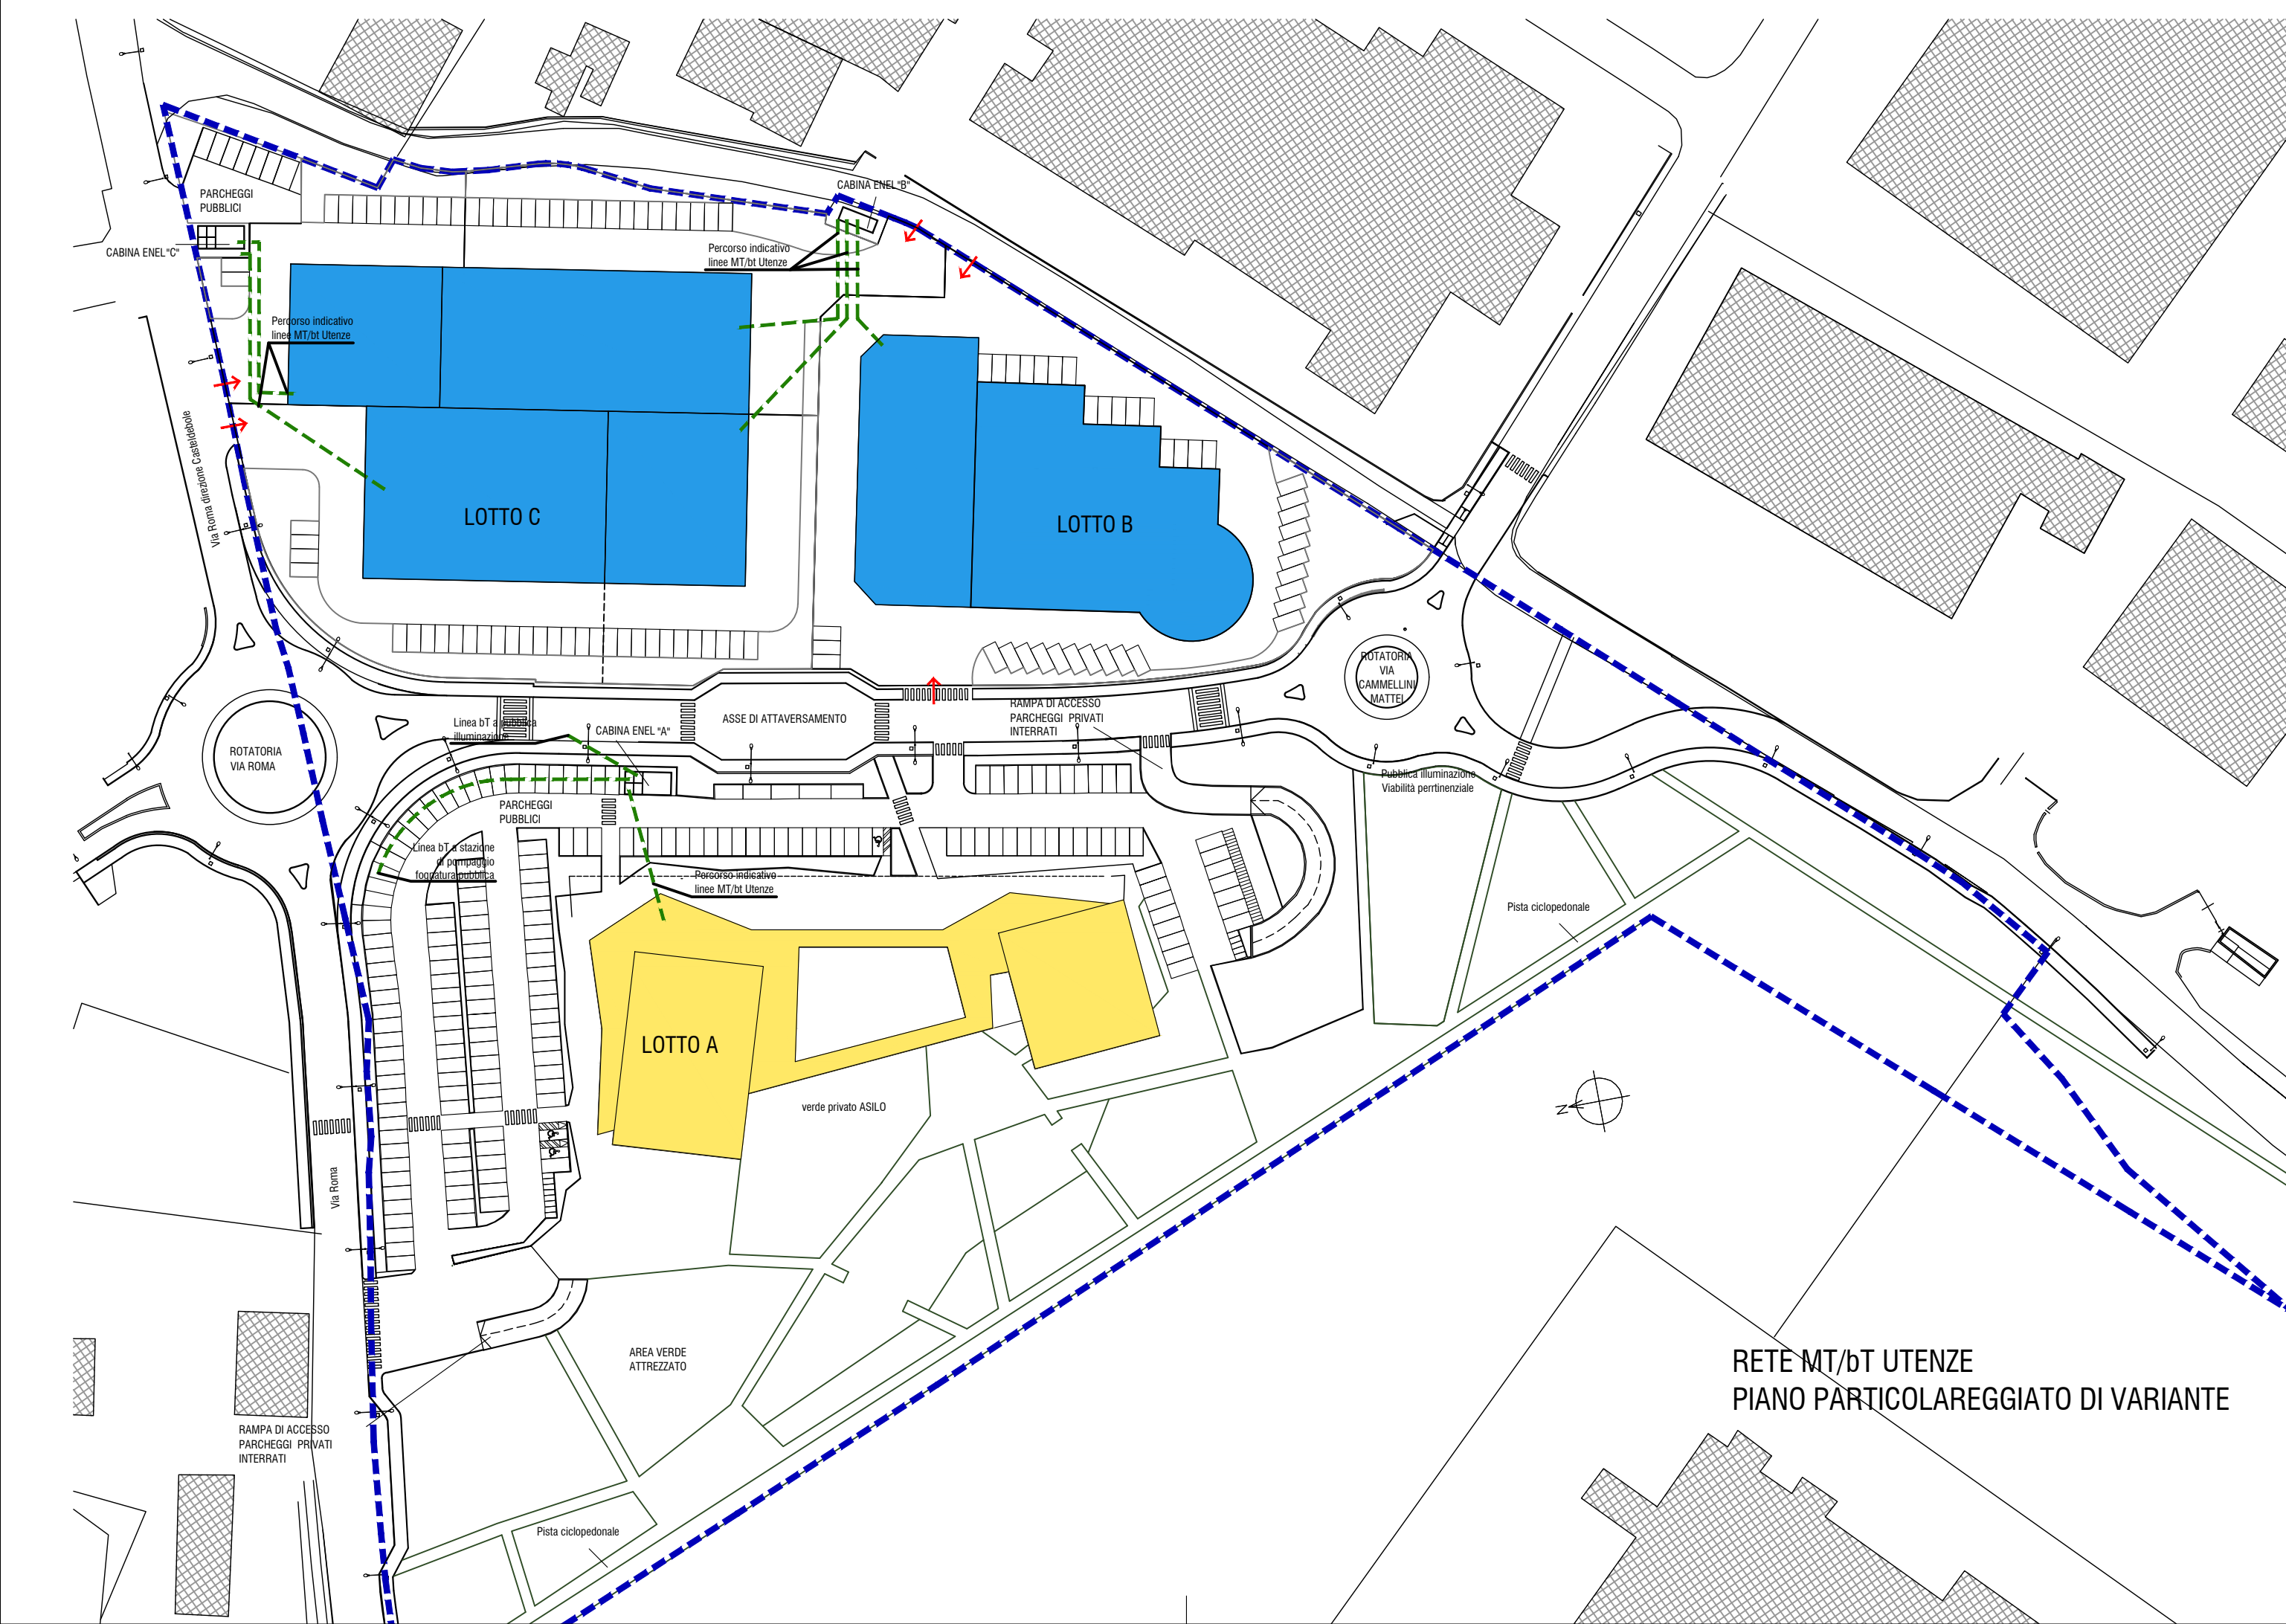 CABINA ENEL"B"
PARCHEGGI
PUBBLICI
CABINA ENEL"C"
Percorso indicativo
linee MT/bt Utenze
Percorso indicativo
linee MT/bt Utenze
Via Roma direzione Casteldebole
LOTTO C
LOTTO B
ROTATORIA
VIA
CAMMELLINI
MATTEI
RAMPA DI ACCESSO
PARCHEGGI PRIVATI
INTERRATI
ASSE DI ATTAVERSAMENTO
Linea bT a pubblica
illuminazione
CABINA ENEL "A"
ROTATORIA
VIA ROMA
Pubblica illuminazione
Viabilità perrtinenziale
PARCHEGGI
PUBBLICI
Linea bT a stazione
di pompaggio
fognatura pubblica
Percorso indicativo
linee MT/bt Utenze
Pista ciclopedonale
LOTTO A
verde privato ASILO
N
Via Roma
AREA VERDE
ATTREZZATO
RETE MT/bT UTENZE
PIANO PARTICOLAREGGIATO DI VARIANTE
RAMPA DI ACCESSO
PARCHEGGI PRIVATI
INTERRATI
Pista ciclopedonale